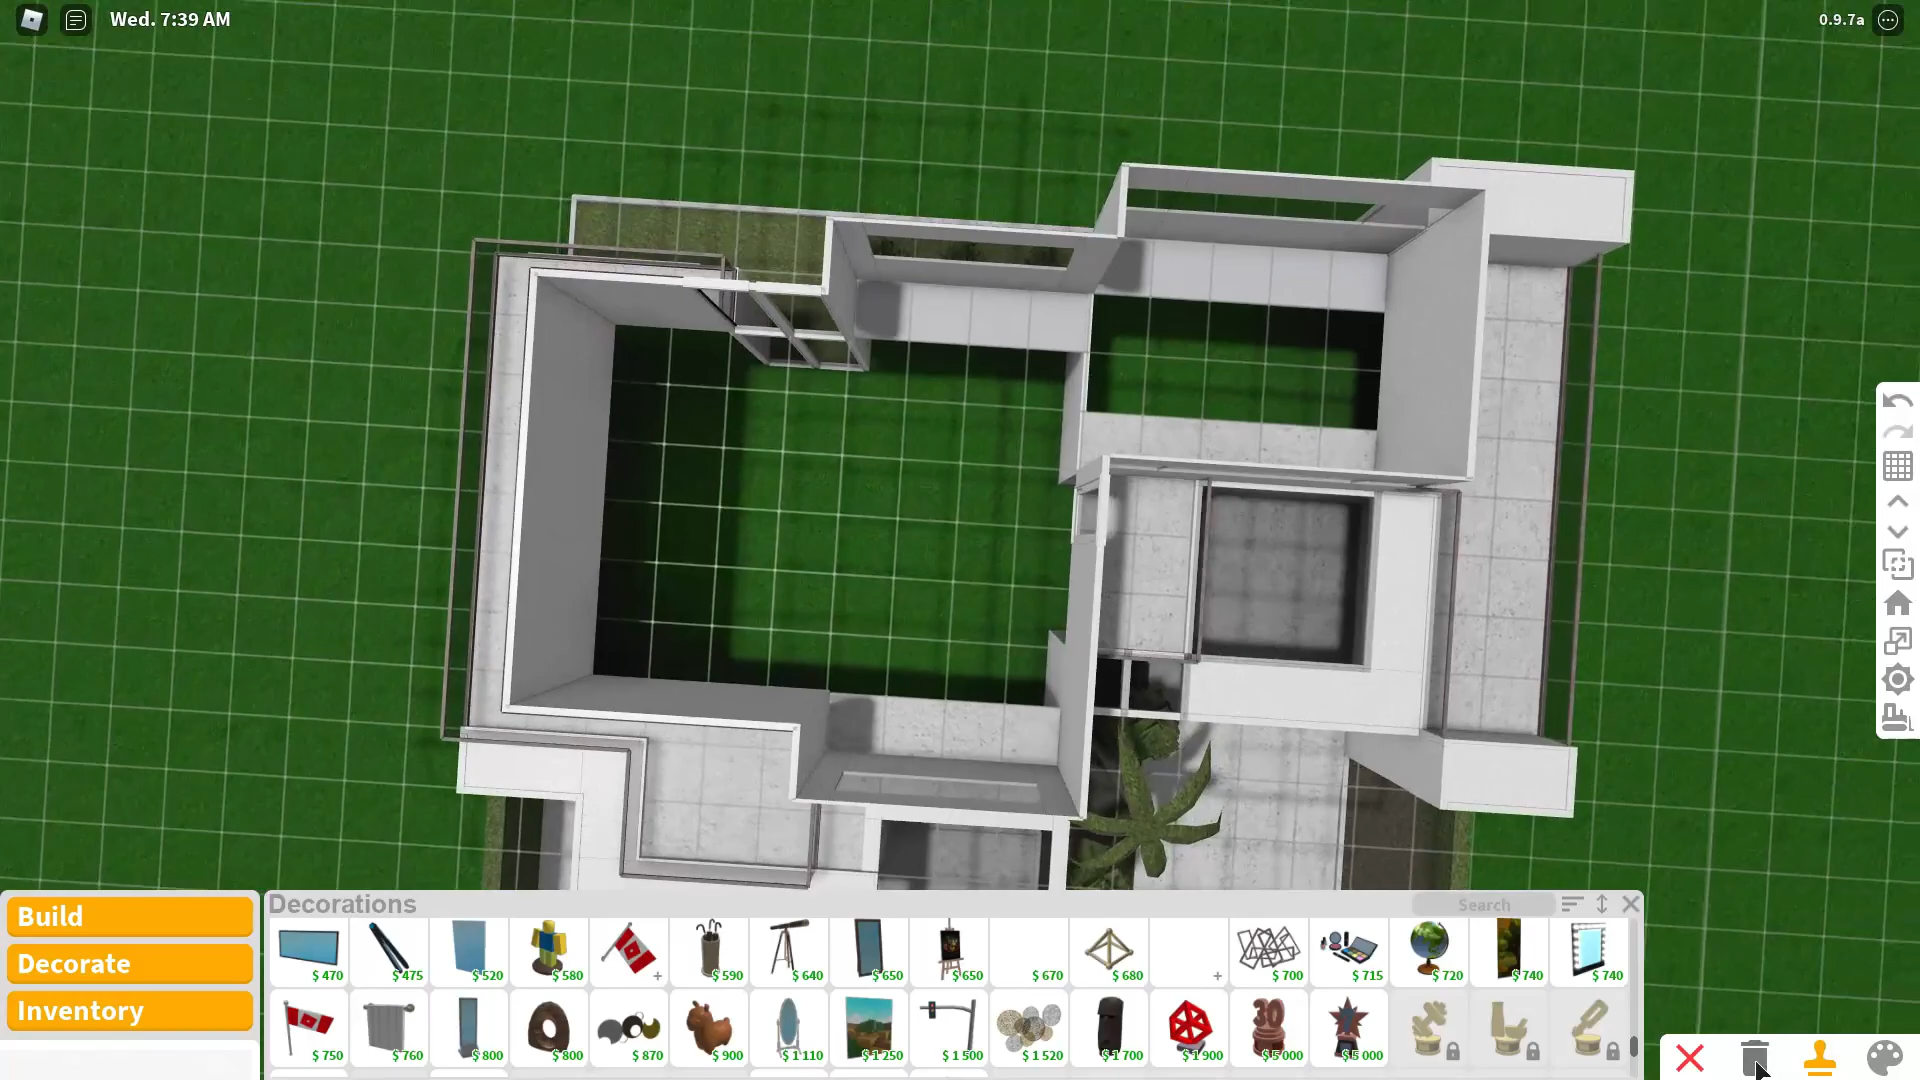 Wed. 7:39 AM
0.9.7a
Build
Decorate
Inventory
Decorations
Search
$ 470
$ 475
$ 520
$ 580
+
$ 590
$ 640
$ 650
$ 650
$ 670
$ 680
+
$ 700
$ 715
$ 720
$ 740
$ 740
$ 750
$ 760
$ 800
$ 800
$ 870
$ 900
$ 1 110
$ 1 250
$ 1 500
$ 1 520
$ 1 700
$ 1 900
30
$ 5 000
$ 5 000